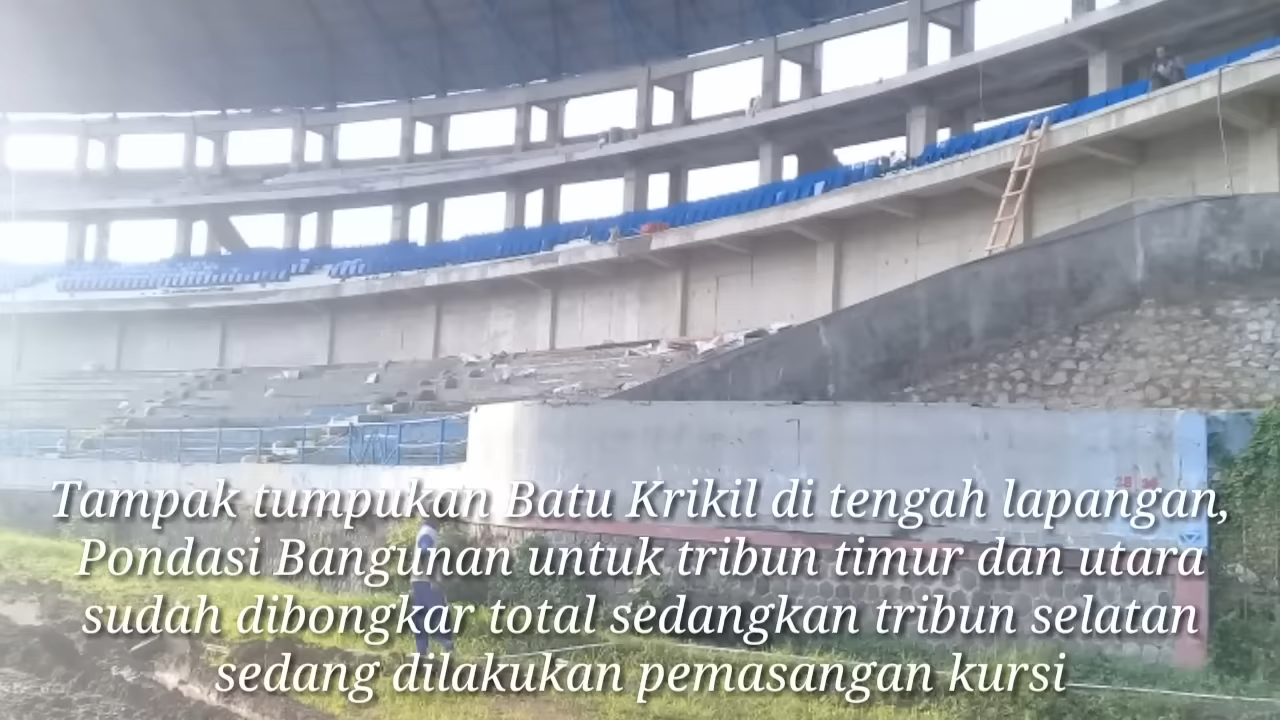 Tampak tumpukan Batu Krikil di tengah lapangan,
Pondasi Bangunan untuk tribun timur dan utara
sudah dibongkar total sedangkan tribun selatan
sedang dilakukan pemasangan kursi